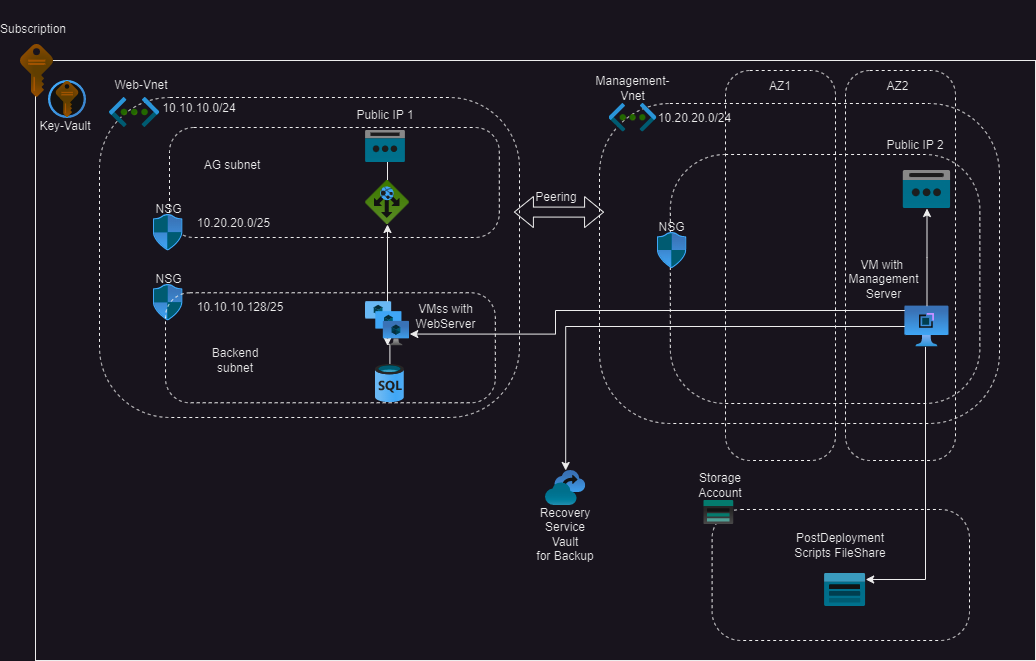 Subscription
Key-Vault
Web-Vnet
10.10.10.0/24
Public IP 1
AG subnet
NSG
10.20.20.0/25
NSG
10.10.10.128/25
VMss with
WebServer
Backend
subnet
SQL
Peering
Management-
Vnet
10.20.20.0/24
AZ1
AZ2
Public IP 2
NSG
VM with
Management
Server
Recovery
Service
Vault
for Backup
Storage
Account
PostDeployment
Scripts FileShare